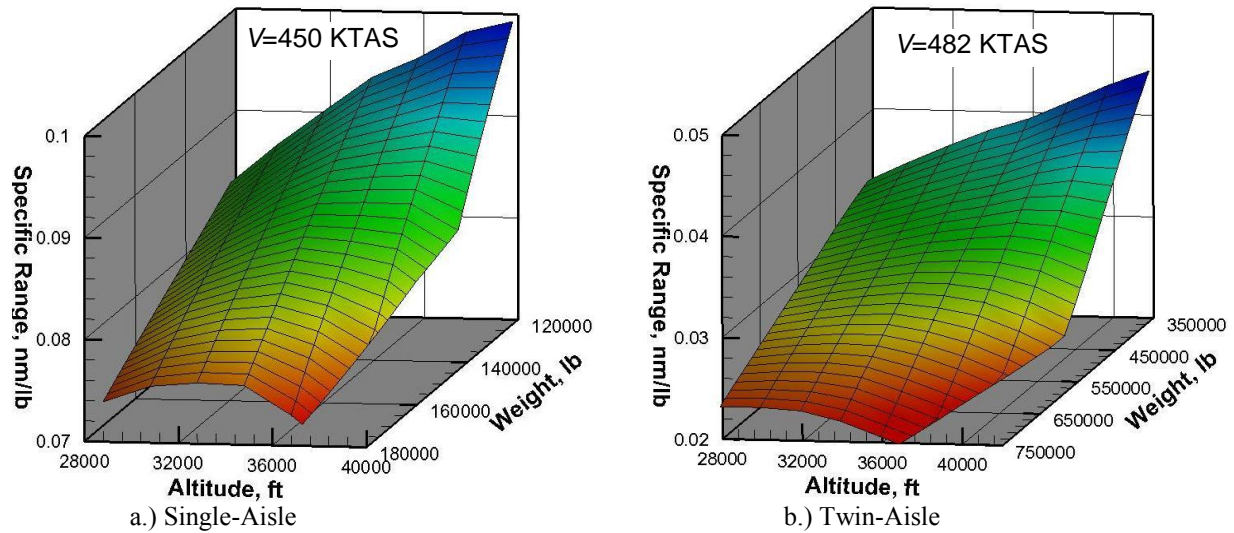 V=450 KTAS
0.1
0.09
0.08
0.07
Specific Range, nm/lb
28000
32000
36000
40000
Altitude, ft
120000
140000
160000
180000
Weight, lb
a.) Single-Aisle
V=482 KTAS
0.05
0.04
0.03
0.02
Specific Range, nm/lb
28000
32000
36000
40000
Altitude, ft
350000
450000
550000
650000
750000
Weight, lb
b.) Twin-Aisle